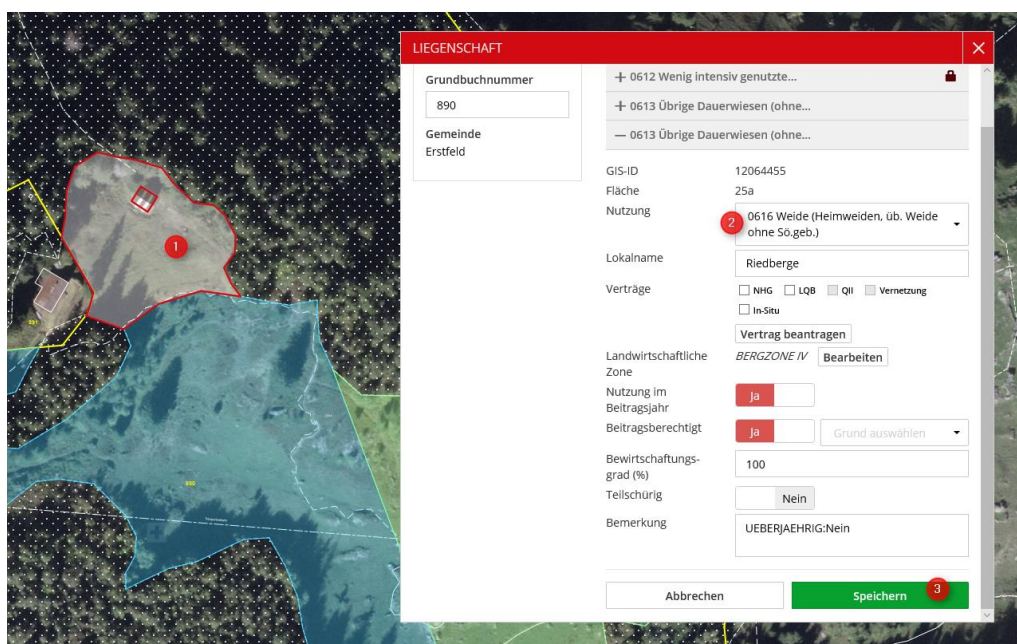 LIEGENSCHAFT
Grundbuchnummer
890
Gemeinde
Erstfeld
0612 Wenig intensiv genutzte...
0613 Übrige Dauerwiesen (ohne...
0613 Übrige Dauerwiesen (ohne...
GIS-ID 12064455
Fläche 25a
Nutzung
2
0616 Weide (Heimweiden, üb. Weide
ohne Sö.geb.)
Lokalname Riedberge
Verträge
NHG LQB QII Vernetzung
In-Situ
Vertrag beantragen
Landwirtschaftliche
Zone
BERGZONE IV Bearbeiten
Nutzung im
Beitragsjahr
Ja
Beitragsberechtigt Ja Grund auswählen
Bewirtschaftungs-
grad (%)
100
Teilschürig Nein
Bemerkung UEBERJAEHRIG:Nein
Abbrechen Speichern 3
1
891
890